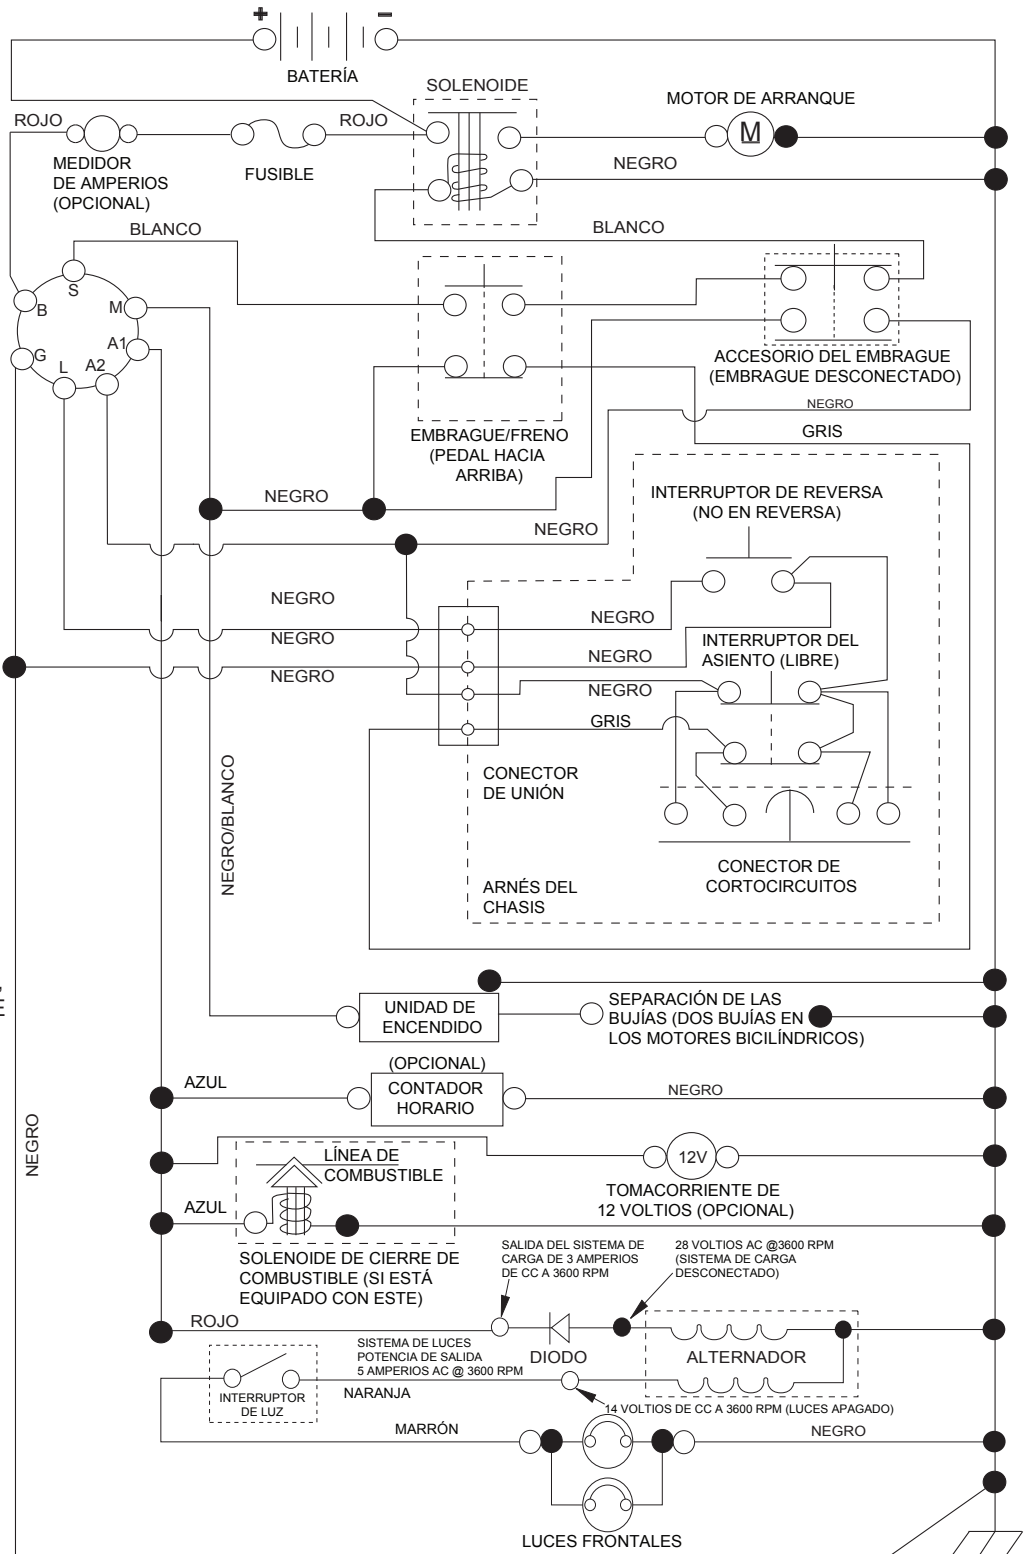 + −
BATERÍA
SOLENOIDE
MOTOR DE ARRANQUE
ROJO
ROJO
M
MEDIDOR
DE AMPERIOS
(OPCIONAL)
FUSIBLE
NEGRO
BLANCO
BLANCO
S
B
M
G
A1
L
A2
ACCESORIO DEL EMBRAGUE
(EMBRAGUE DESCONECTADO)
NEGRO
EMBRAGUE/FRENO
(PEDAL HACIA
ARRIBA)
GRIS
NEGRO
INTERRUPTOR DE REVERSA
(NO EN REVERSA)
NEGRO
NEGRO
NEGRO
NEGRO
NEGRO
INTERRUPTOR DEL
ASIENTO (LIBRE)
NEGRO
NEGRO
NEGRO
GRIS
CONECTOR
DE UNIÓN
NEGRO/BLANCO
CONECTOR DE
CORTOCIRCUITOS
ARNÉS DEL
CHASIS
UNIDAD DE
ENCENDIDO
SEPARACIÓN DE LAS
BUJÍAS (DOS BUJÍAS EN
LOS MOTORES BICILÍNDRICOS)
(OPCIONAL)
AZUL
CONTADOR
HORARIO
NEGRO
NEGRO
LÍNEA DE
COMBUSTIBLE
12V
TOMACORRIENTE DE
12 VOLTIOS (OPCIONAL)
AZUL
SOLENOIDE DE CIERRE DE
COMBUSTIBLE (SI ESTÁ
EQUIPADO CON ESTE)
SALIDA DEL SISTEMA DE
CARGA DE 3 AMPERIOS
DE CC A 3600 RPM
28 VOLTIOS AC @3600 RPM
(SISTEMA DE CARGA
DESCONECTADO)
ROJO
SISTEMA DE LUCES
POTENCIA DE SALIDA
5 AMPERIOS AC @ 3600 RPM
DIODO
ALTERNADOR
INTERRUPTOR
DE LUZ
NARANJA
14 VOLTIOS DE CC A 3600 RPM (LUCES APAGADO)
MARRÓN
NEGRO
LUCES FRONTALES